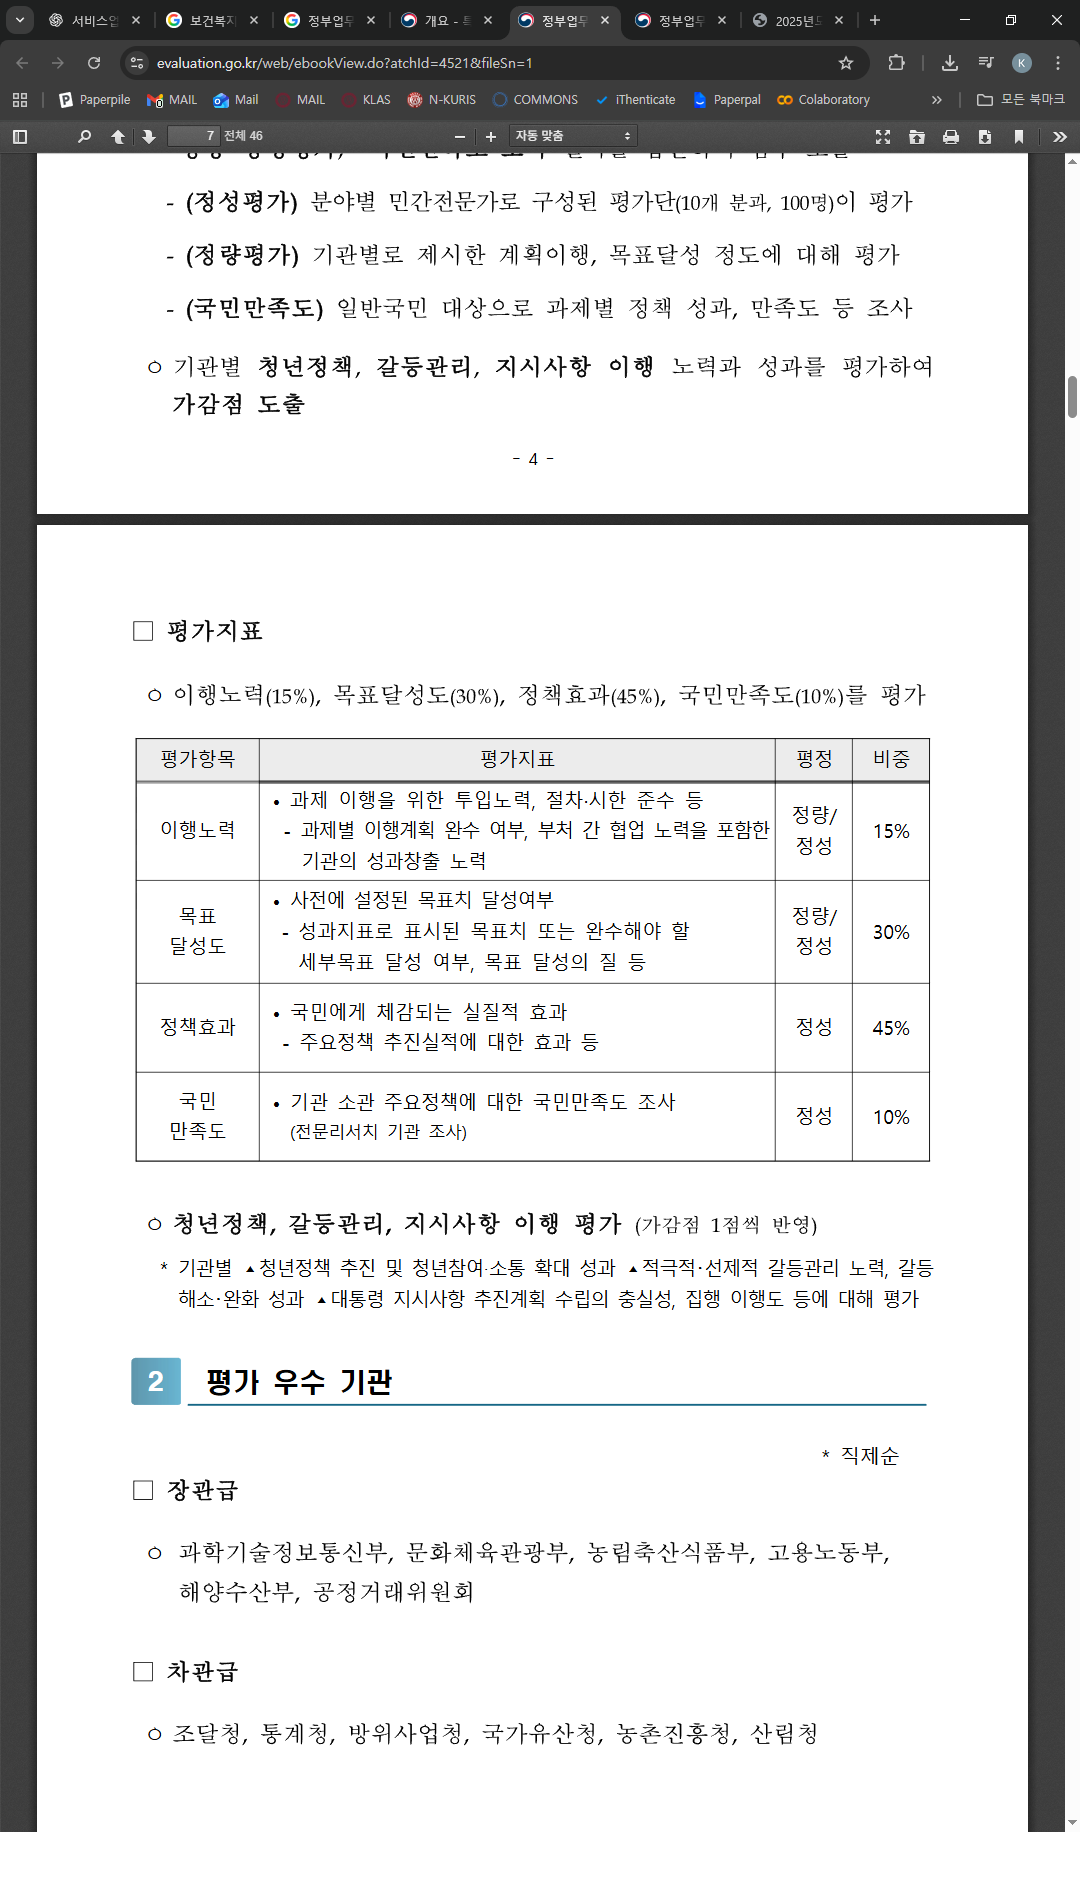 서비스업
보건복지
정부업무
개요 - 특
정부업무
정부업무
2025년도
evaluation.go.kr/web/ebookView.do?atchId=4521&fileSn=1
K
Paperpile
MAIL
Mail
MAIL
KLAS
N-KURIS
COMMONS
iThenticate
Paperpal
Colaboratory
모든 북마크
7 전체 46
자동 맞춤
- (정성평가) 분야별 민간전문가로 구성된 평가단(10개 분과, 100명)이 평가
- (정량평가) 기관별로 제시한 계획이행, 목표달성 정도에 대해 평가
- (국민만족도) 일반국민 대상으로 과제별 정책 성과, 만족도 등 조사
ㅇ 기관별 청년정책, 갈등관리, 지시사항 이행 노력과 성과를 평가하여
가감점 도출
- 4 -
□ 평가지표
ㅇ 이행노력(15%), 목표달성도(30%), 정책효과(45%), 국민만족도(10%)를 평가
평가항목 평가지표 평정 비중
이행노력
• 과제 이행을 위한 투입노력, 절차·시한 준수 등
- 과제별 이행계획 완수 여부, 부처 간 협업 노력을 포함한
기관의 성과창출 노력
정량/
정성
15%
목표
달성도
• 사전에 설정된 목표치 달성여부
- 성과지표로 표시된 목표치 또는 완수해야 할
세부목표 달성 여부, 목표 달성의 질 등
정량/
정성
30%
정책효과
• 국민에게 체감되는 실질적 효과
- 주요정책 추진실적에 대한 효과 등
정성
45%
국민
만족도
• 기관 소관 주요정책에 대한 국민만족도 조사
(전문리서치 기관 조사)
정성
10%
ㅇ 청년정책, 갈등관리, 지시사항 이행 평가 (가감점 1점씩 반영)
* 기관별 ▲청년정책 추진 및 청년참여·소통 확대 성과 ▲적극적·선제적 갈등관리 노력, 갈등
해소·완화 성과 ▲대통령 지시사항 추진계획 수립의 충실성, 집행 이행도 등에 대해 평가
2 평가 우수 기관
* 직제순
□ 장관급
ㅇ 과학기술정보통신부, 문화체육관광부, 농림축산식품부, 고용노동부,
해양수산부, 공정거래위원회
□ 차관급
ㅇ 조달청, 통계청, 방위사업청, 국가유산청, 농촌진흥청, 산림청